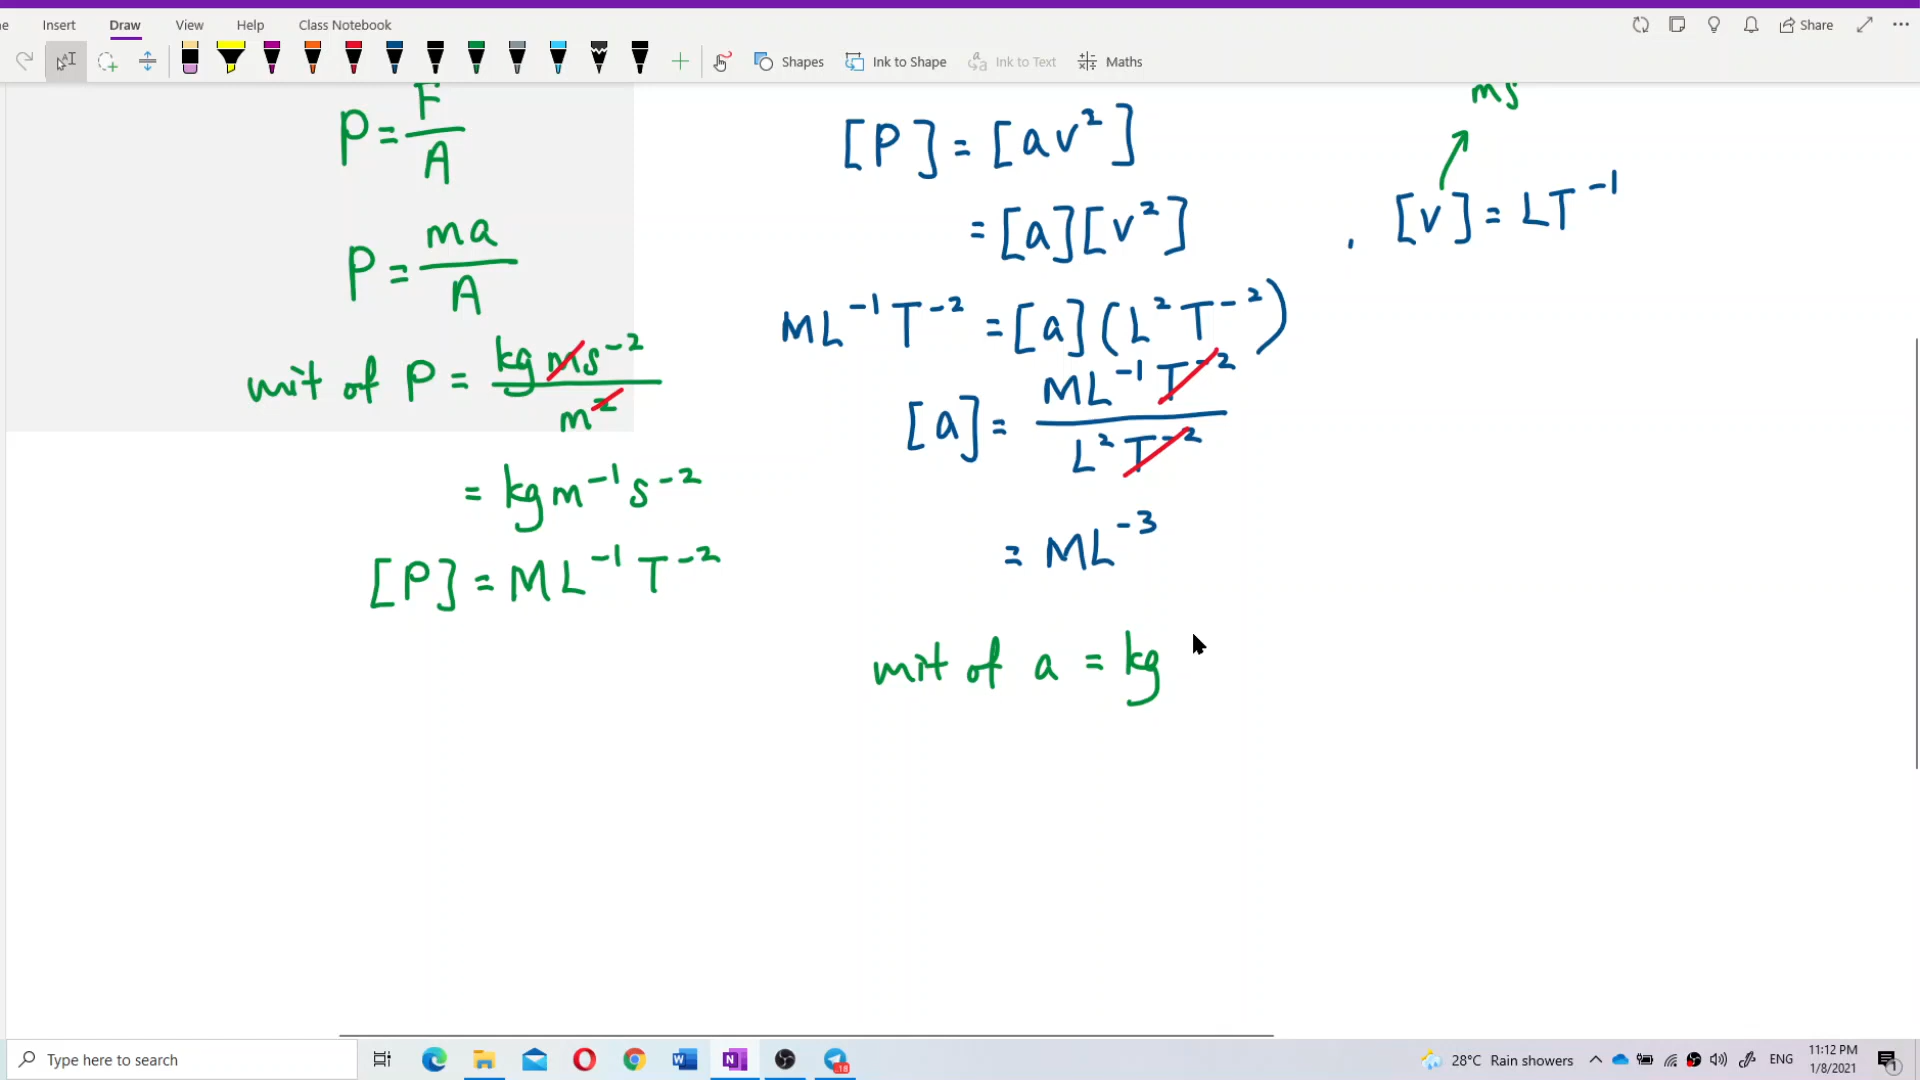 Insert Draw View Help Class Notebook Share
Shapes Ink to Shape Ink to Text Maths
P = F/A
P = ma/A
unit of P = kg m s⁻²/m²
= kg m⁻¹ s⁻²
[P] = ML⁻¹T⁻²
[P] = [av²]
= [a][v²]
ML⁻¹T⁻² = [a](L²T⁻²)
[a] = ML⁻¹T⁻²/L²T⁻²
= ML⁻³
unit of a = kg
[v] = LT⁻¹
Type here to search
18
28°C Rain showers ENG
11:12 PM
1/8/2021
1